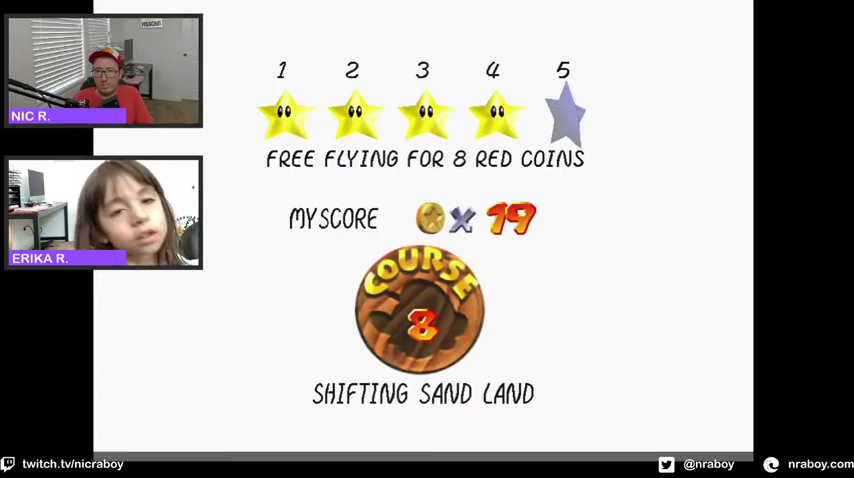 PIKACHU!
NIC R.
ERIKA R.
1 2 3 4 5
FREE FLYING FOR 8 RED COINS
MY SCORE × 19
COURSE
8
SHIFTING SAND LAND
twitch.tv/nicraboy
@nraboy
nraboy.com